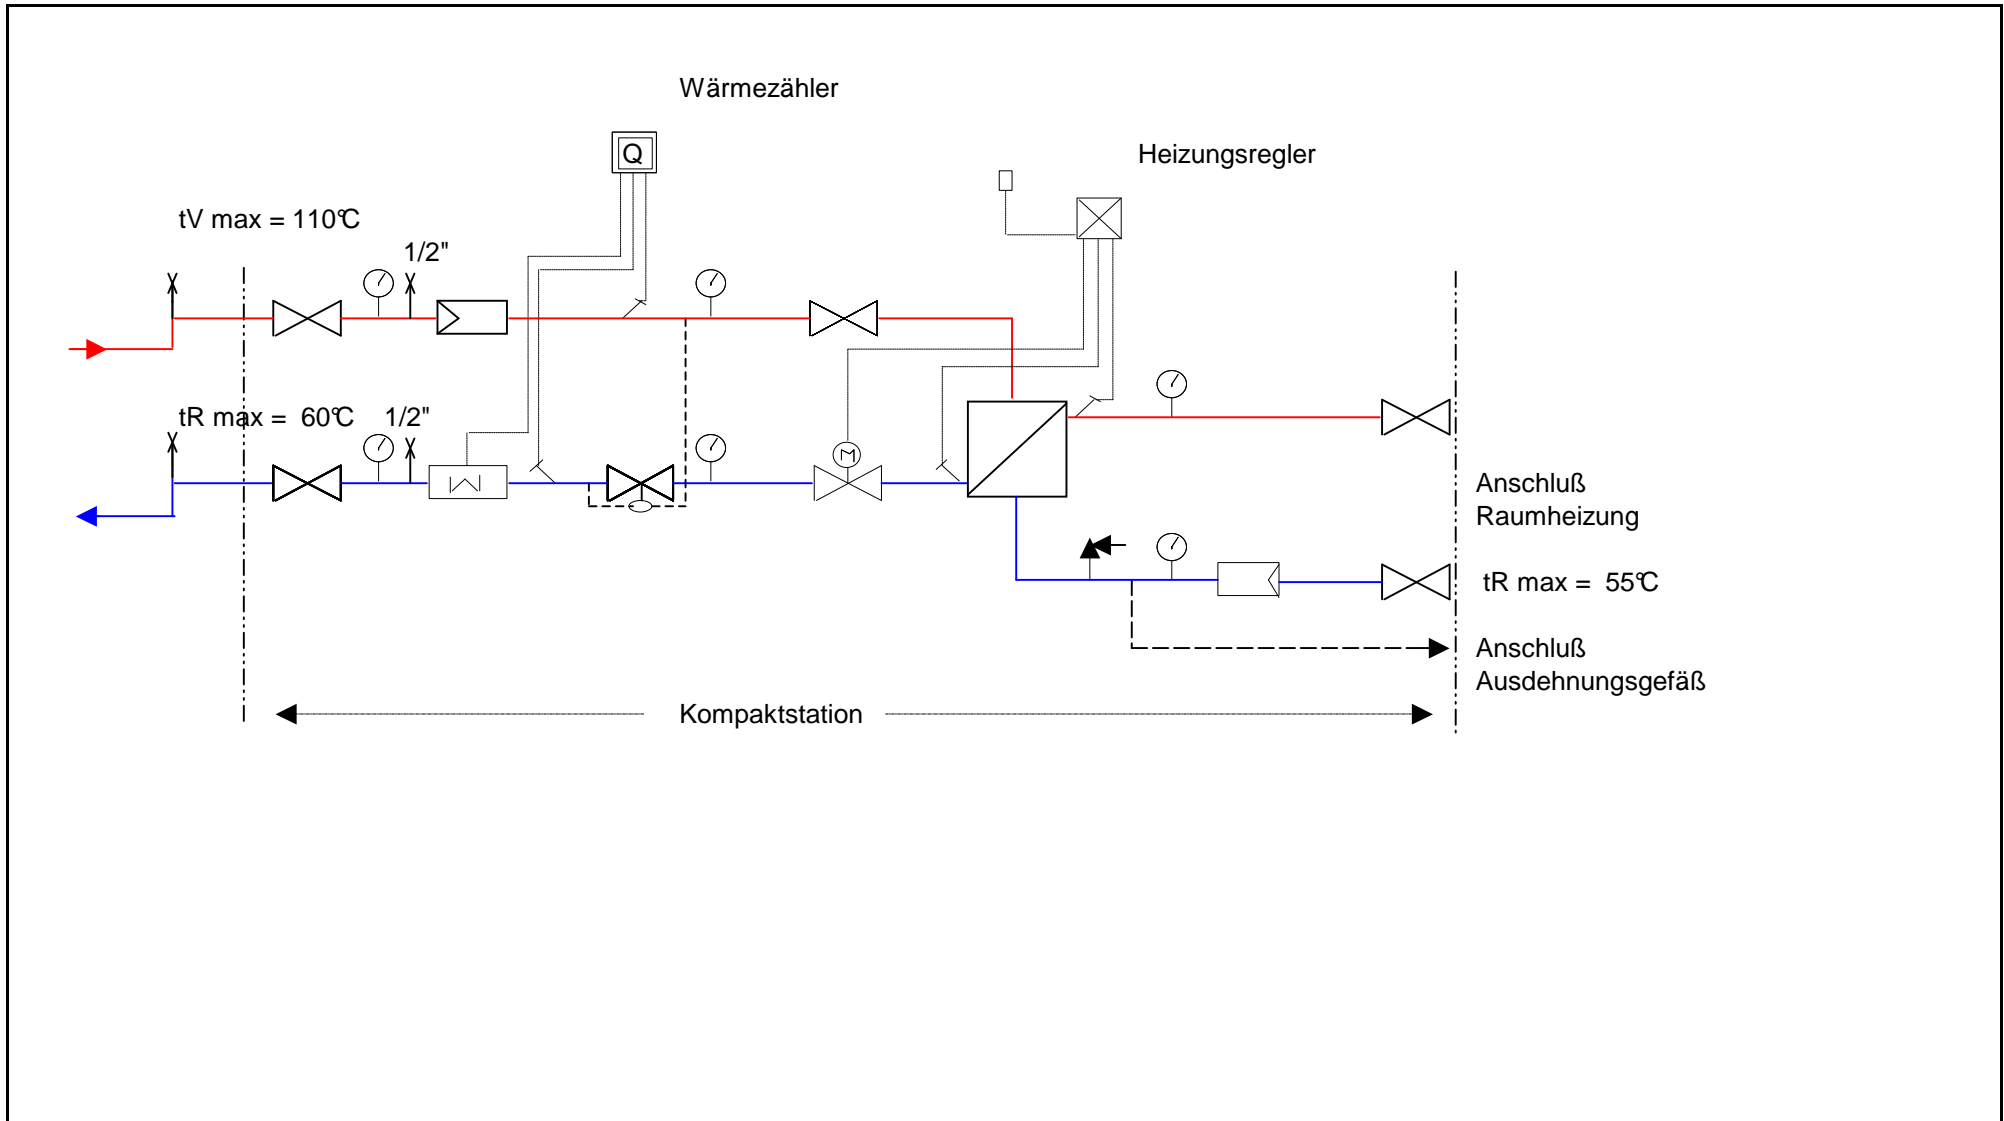 Wärmezähler
Q
Heizungsregler
tV max = 110°C
1/2"
tR max =  60°C
1/2"
M
Anschluß
Raumheizung
tR max =  55°C
Anschluß
Ausdehnungsgefäß
Kompaktstation